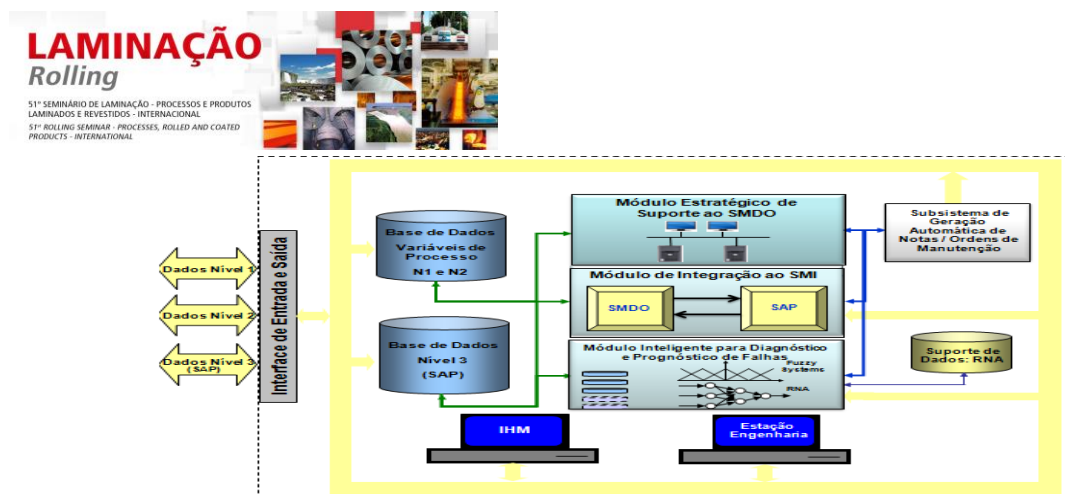 LAMINAÇÃO
Rolling
51º SEMINÁRIO DE LAMINAÇÃO - PROCESSOS E PRODUTOS
LAMINADOS E REVESTIDOS - INTERNACIONAL
51º ROLLING SEMINAR - PROCESSES, ROLLED AND COATED
PRODUCTS - INTERNATIONAL
Dados Nível 1
Dados Nível 2
Dados Nível 3
(SAP)
Interface de Entrada e Saída
Base de Dados
Variáveis de
Processo
N1 e N2
Base de Dados
Nível 3
(SAP)
Módulo Estratégico de
Suporte ao SMDO
Módulo de Integração ao SMI
SMDO
SAP
Módulo Inteligente para Diagnóstico
e Prognóstico de Falhas
Fuzzy
Systems
RNA
Subsistema de
Geração
Automática de
Notas / Ordens de
Manutenção
Suporte de
Dados: RNA
IHM
Estação
Engenharia